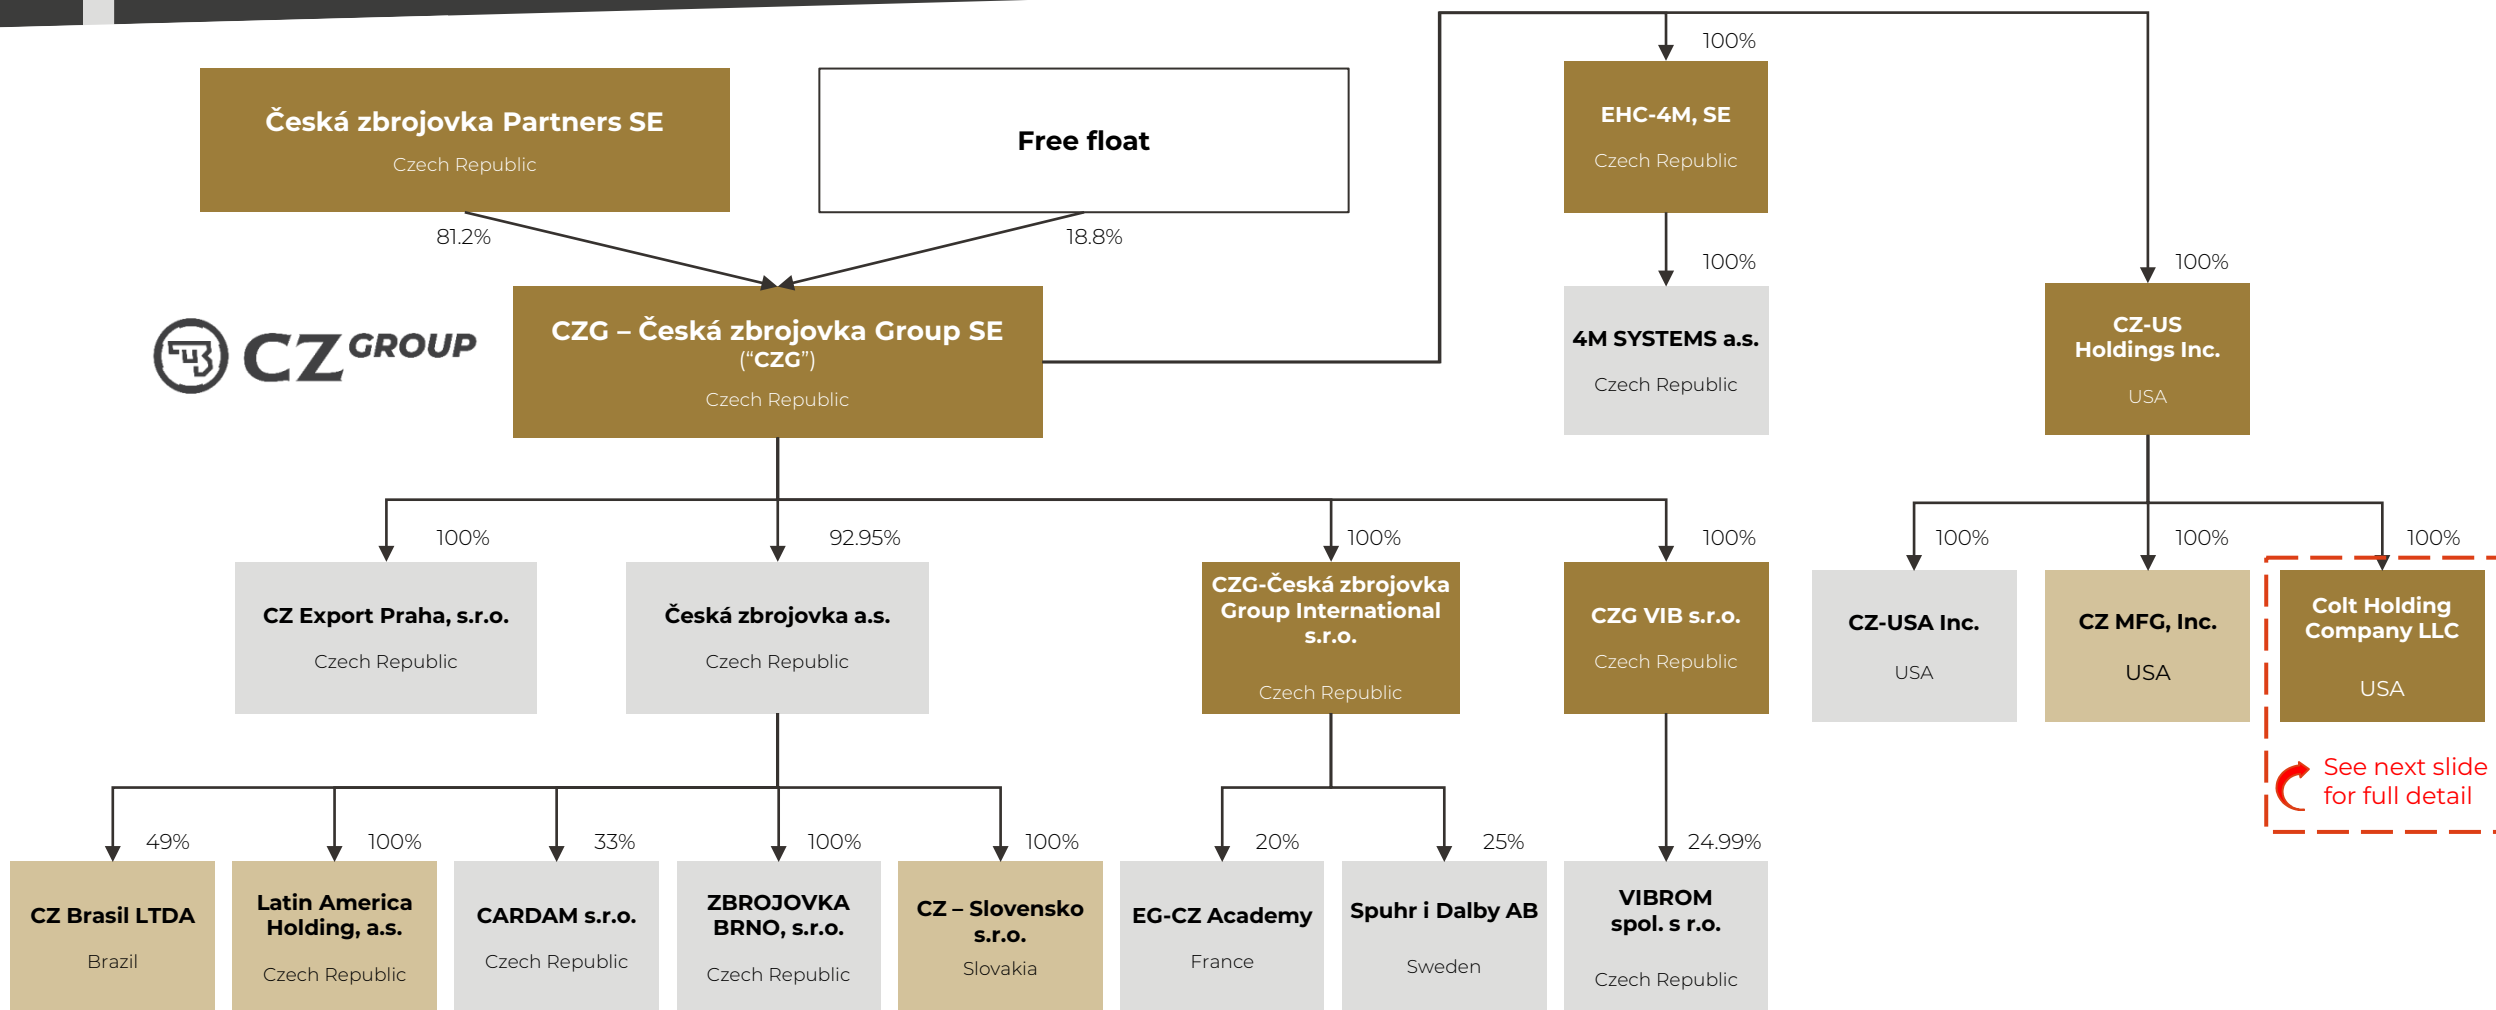 100%
Česká zbrojovka Partners SE
Czech Republic
Free float
EHC-4M, SE
Czech Republic
81.2%
18.8%
100%
100%
CZ GROUP
CZG – Česká zbrojovka Group SE
(“CZG”)
Czech Republic
4M SYSTEMS a.s.
Czech Republic
CZ-US
Holdings Inc.
USA
100%
92.95%
100%
100%
100%
100%
100%
CZ Export Praha, s.r.o.
Czech Republic
Česká zbrojovka a.s.
Czech Republic
CZG-Česká zbrojovka
Group International
s.r.o.
Czech Republic
CZG VIB s.r.o.
Czech Republic
CZ-USA Inc.
USA
CZ MFG, Inc.
USA
Colt Holding
Company LLC
USA
See next slide
for full detail
49%
100%
33%
100%
100%
20%
25%
24.99%
CZ Brasil LTDA
Brazil
Latin America
Holding, a.s.
Czech Republic
CARDAM s.r.o.
Czech Republic
ZBROJOVKA
BRNO, s.r.o.
Czech Republic
CZ – Slovensko
s.r.o.
Slovakia
EG-CZ Academy
France
Spuhr i Dalby AB
Sweden
VIBROM
spol. s r.o.
Czech Republic